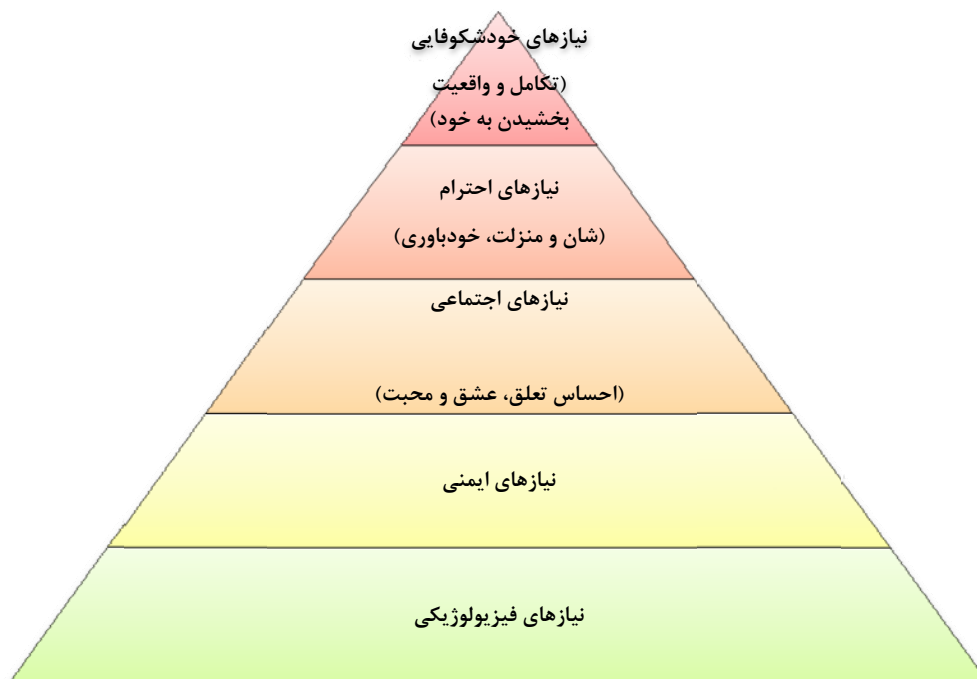 نیازهای خودشکوفایی
(تکامل و واقعیت
بخشیدن به خود)
نیازهای احترام
(شان و منزلت، خودباوری)
نیازهای اجتماعی
(احساس تعلق، عشق و محبت)
نیازهای ایمنی
نیازهای فیزیولوژیکی